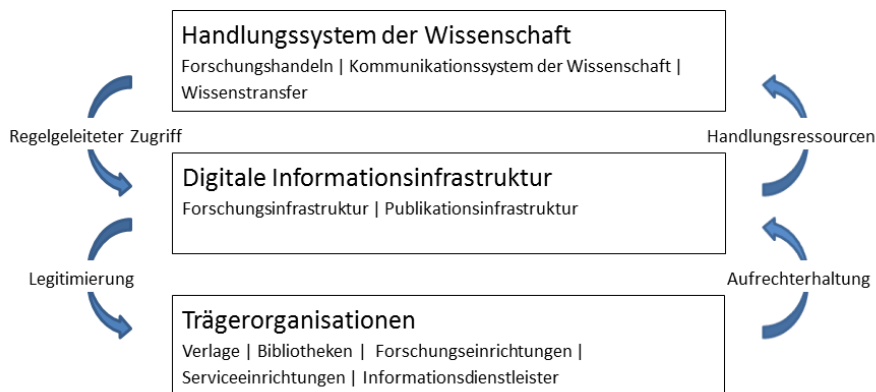 Handlungssystem der Wissenschaft
Forschungshandeln | Kommunikationssystem der Wissenschaft |
Wissenstransfer
Regelgeleiteter Zugriff
Handlungsressourcen
Digitale Informationsinfrastruktur
Forschungsinfrastruktur | Publikationsinfrastruktur
Legitimierung
Aufrechterhaltung
Trägerorganisationen
Verlage | Bibliotheken | Forschungseinrichtungen |
Serviceeinrichtungen | Informationsdienstleister